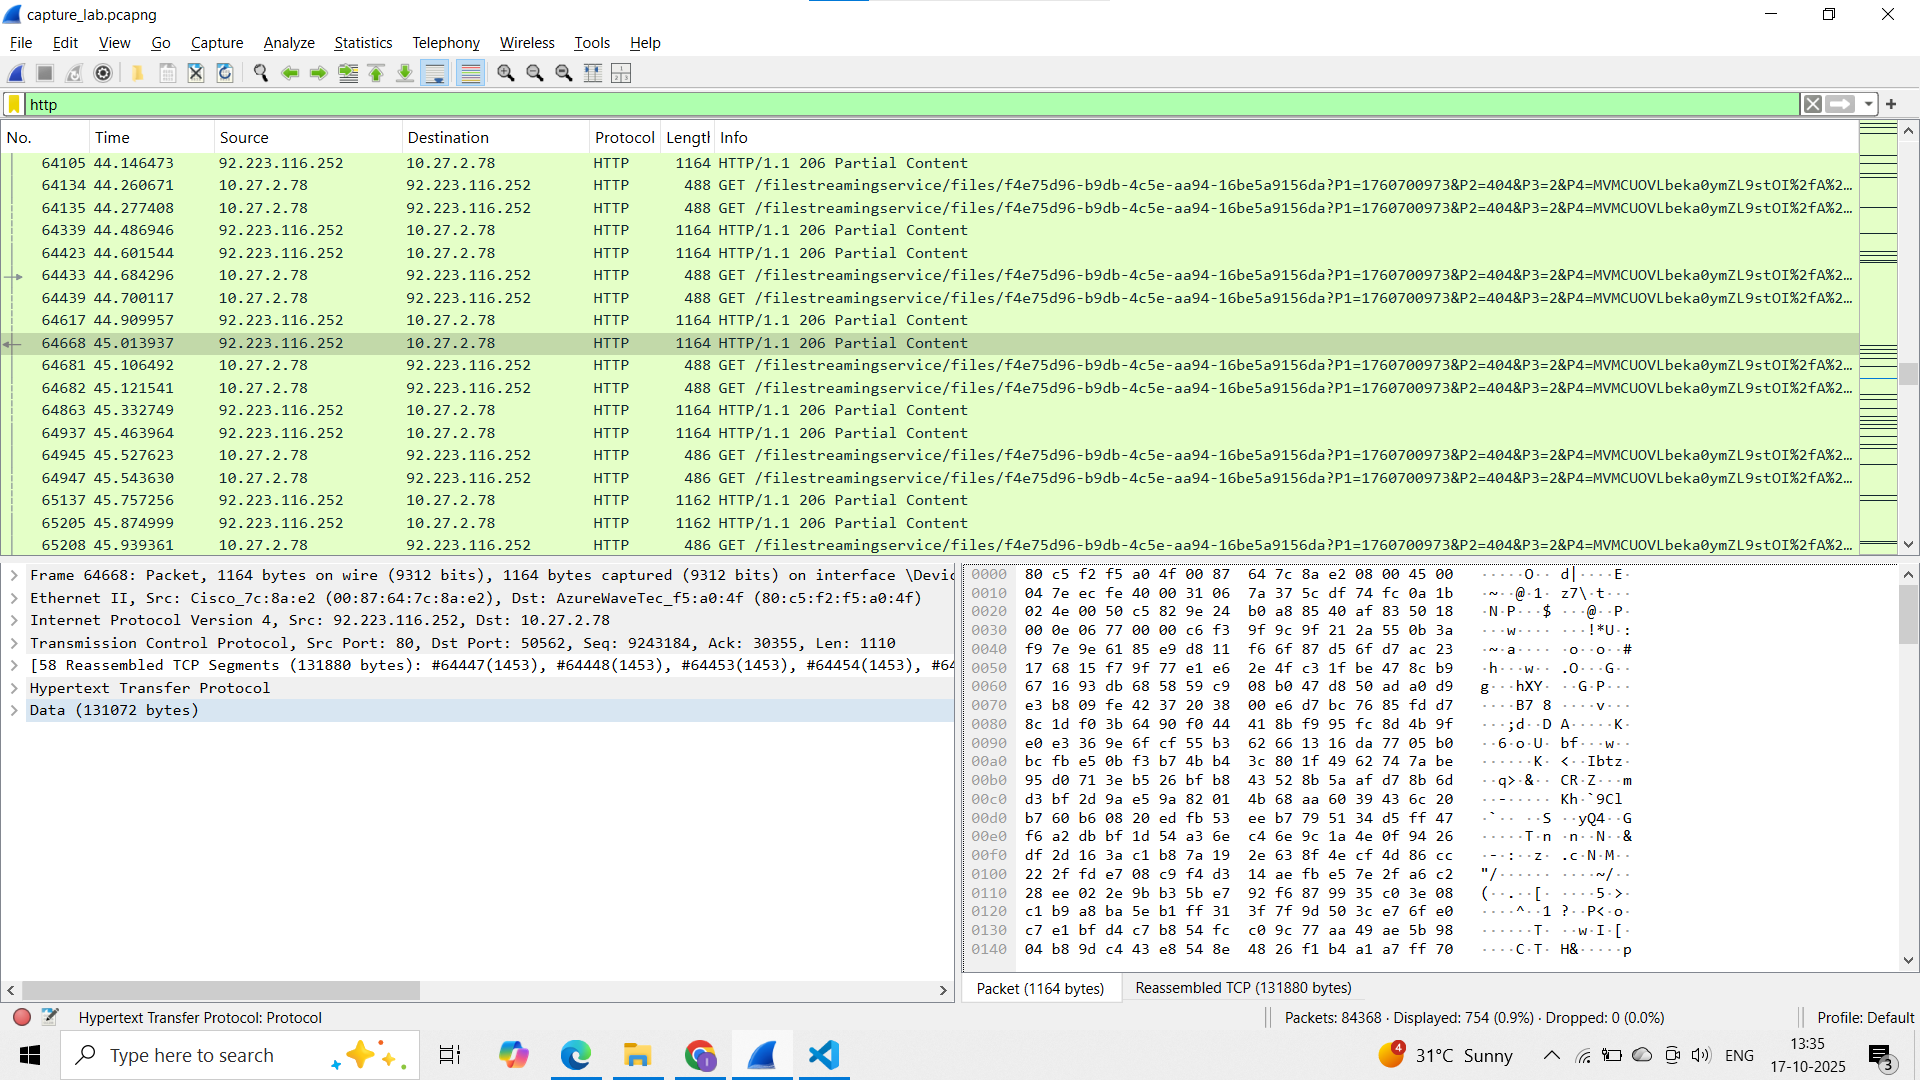 capture_lab.pcapng
File Edit View Go Capture Analyze Statistics Telephony Wireless Tools Help
http
No. Time Source Destination Protocol Length Info
64105 44.146473 92.223.116.252 10.27.2.78 HTTP 1164 HTTP/1.1 206 Partial Content
64134 44.260671 10.27.2.78 92.223.116.252 HTTP 488 GET /filestreamingservice/files/f4e75d96-b9db-4c5e-aa94-16be5a9156da?P1=1760700973&P2=404&P3=2&P4=MVMCUOVLbeka0ymZL9stOI%2fA%2…
64135 44.277408 10.27.2.78 92.223.116.252 HTTP 488 GET /filestreamingservice/files/f4e75d96-b9db-4c5e-aa94-16be5a9156da?P1=1760700973&P2=404&P3=2&P4=MVMCUOVLbeka0ymZL9stOI%2fA%2…
64339 44.486946 92.223.116.252 10.27.2.78 HTTP 1164 HTTP/1.1 206 Partial Content
64423 44.601544 92.223.116.252 10.27.2.78 HTTP 1164 HTTP/1.1 206 Partial Content
64433 44.684296 10.27.2.78 92.223.116.252 HTTP 488 GET /filestreamingservice/files/f4e75d96-b9db-4c5e-aa94-16be5a9156da?P1=1760700973&P2=404&P3=2&P4=MVMCUOVLbeka0ymZL9stOI%2fA%2…
64439 44.700117 10.27.2.78 92.223.116.252 HTTP 488 GET /filestreamingservice/files/f4e75d96-b9db-4c5e-aa94-16be5a9156da?P1=1760700973&P2=404&P3=2&P4=MVMCUOVLbeka0ymZL9stOI%2fA%2…
64617 44.909957 92.223.116.252 10.27.2.78 HTTP 1164 HTTP/1.1 206 Partial Content
64668 45.013937 92.223.116.252 10.27.2.78 HTTP 1164 HTTP/1.1 206 Partial Content
64681 45.106492 10.27.2.78 92.223.116.252 HTTP 488 GET /filestreamingservice/files/f4e75d96-b9db-4c5e-aa94-16be5a9156da?P1=1760700973&P2=404&P3=2&P4=MVMCUOVLbeka0ymZL9stOI%2fA%2…
64682 45.121541 10.27.2.78 92.223.116.252 HTTP 488 GET /filestreamingservice/files/f4e75d96-b9db-4c5e-aa94-16be5a9156da?P1=1760700973&P2=404&P3=2&P4=MVMCUOVLbeka0ymZL9stOI%2fA%2…
64863 45.332749 92.223.116.252 10.27.2.78 HTTP 1164 HTTP/1.1 206 Partial Content
64937 45.463964 92.223.116.252 10.27.2.78 HTTP 1164 HTTP/1.1 206 Partial Content
64945 45.527623 10.27.2.78 92.223.116.252 HTTP 486 GET /filestreamingservice/files/f4e75d96-b9db-4c5e-aa94-16be5a9156da?P1=1760700973&P2=404&P3=2&P4=MVMCUOVLbeka0ymZL9stOI%2fA%2…
64947 45.543630 10.27.2.78 92.223.116.252 HTTP 486 GET /filestreamingservice/files/f4e75d96-b9db-4c5e-aa94-16be5a9156da?P1=1760700973&P2=404&P3=2&P4=MVMCUOVLbeka0ymZL9stOI%2fA%2…
65137 45.757256 92.223.116.252 10.27.2.78 HTTP 1162 HTTP/1.1 206 Partial Content
65205 45.874999 92.223.116.252 10.27.2.78 HTTP 1162 HTTP/1.1 206 Partial Content
65208 45.939361 10.27.2.78 92.223.116.252 HTTP 486 GET /filestreamingservice/files/f4e75d96-b9db-4c5e-aa94-16be5a9156da?P1=1760700973&P2=404&P3=2&P4=MVMCUOVLbeka0ymZL9stOI%2fA%2…
Frame 64668: Packet, 1164 bytes on wire (9312 bits), 1164 bytes captured (9312 bits) on interface \Devic
Ethernet II, Src: Cisco_7c:8a:e2 (00:87:64:7c:8a:e2), Dst: AzureWaveTec_f5:a0:4f (80:c5:f2:f5:a0:4f)
Internet Protocol Version 4, Src: 92.223.116.252, Dst: 10.27.2.78
Transmission Control Protocol, Src Port: 80, Dst Port: 50562, Seq: 9243184, Ack: 30355, Len: 1110
[58 Reassembled TCP Segments (131880 bytes): #64447(1453), #64448(1453), #64453(1453), #64454(1453), #64
Hypertext Transfer Protocol
Data (131072 bytes)
0000 80 c5 f2 f5 a0 4f 00 87 64 7c 8a e2 08 00 45 00 ·····O·· d|····E·
0010 04 7e ec fe 40 00 31 06 7a 37 5c df 74 fc 0a 1b ·~··@·1· z7\·t···
0020 02 4e 00 50 c5 82 9e 24 b0 a8 85 40 af 83 50 18 ·N·P···$ ···@··P·
0030 00 0e 06 77 00 00 c6 f3 9f 9c 9f 21 2a 55 0b 3a ···w···· ···!*U·:
0040 f9 7e 9e 61 85 e9 d8 11 f6 6f 87 d5 6f d7 ac 23 ·~·a···· ·o··o··#
0050 17 68 15 f7 9f 77 e1 e6 2e 4f c3 1f be 47 8c b9 ·h···w·· .O···G··
0060 67 16 93 db 68 58 59 c9 08 b0 47 d8 50 ad a0 d9 g···hXY· ··G·P···
0070 e3 b8 09 fe 42 37 20 38 00 e6 d7 bc 76 85 fd d7 ····B7 8 ····v···
0080 8c 1d f0 3b 64 90 f0 44 41 8b f9 95 fc 8d 4b 9f ···;d··D A·····K·
0090 e0 e3 36 9e 6f cf 55 b3 62 66 13 16 da 77 05 b0 ··6·o·U· bf···w··
00a0 bc fb e5 0b f3 b7 4b b4 3c 80 1f 49 62 74 7a be ······K· <··Ibtz·
00b0 95 d0 71 3e b5 26 bf b8 43 52 8b 5a af d7 8b 6d ··q>·&·· CR·Z···m
00c0 d3 bf 2d 9a e5 9a 82 01 4b 68 aa 60 39 43 6c 20 ··-····· Kh·`9Cl
00d0 b7 60 b6 08 20 ed fb 53 ee b7 79 51 34 d5 ff 47 ·`·· ··S ··yQ4··G
00e0 f6 a2 db bf 1d 54 a3 6e c4 6e 9c 1a 4e 0f 94 26 ·····T·n ·n··N··&
00f0 df 2d 16 3a c1 b8 7a 19 2e 63 8f 4e cf 4d 86 cc ·-·:··z· .c·N·M··
0100 22 2f fd e7 08 c9 f4 d3 14 ae fb e5 7e 2f a6 c2 "/······ ····~/··
0110 28 ee 02 2e 9b b3 5b e7 92 f6 87 99 35 c0 3e 08 (··.··[· ····5·>·
0120 c1 b9 a8 ba 5e b1 ff 31 3f 7f 9d 50 3c e7 6f e0 ····^··1 ?··P<·o·
0130 c7 e1 bf d4 c7 b8 54 fc c0 9c 77 aa 49 ae 5b 98 ······T· ··w·I·[·
0140 04 b8 9d c4 43 e8 54 8e 48 26 f1 b4 a1 a7 ff 70 ····C·T· H&·····p
Packet (1164 bytes) Reassembled TCP (131880 bytes)
Hypertext Transfer Protocol: Protocol Packets: 84368 · Displayed: 754 (0.9%) · Dropped: 0 (0.0%) Profile: Default
Type here to search 4 31°C Sunny ENG 13:35
17-10-2025 3